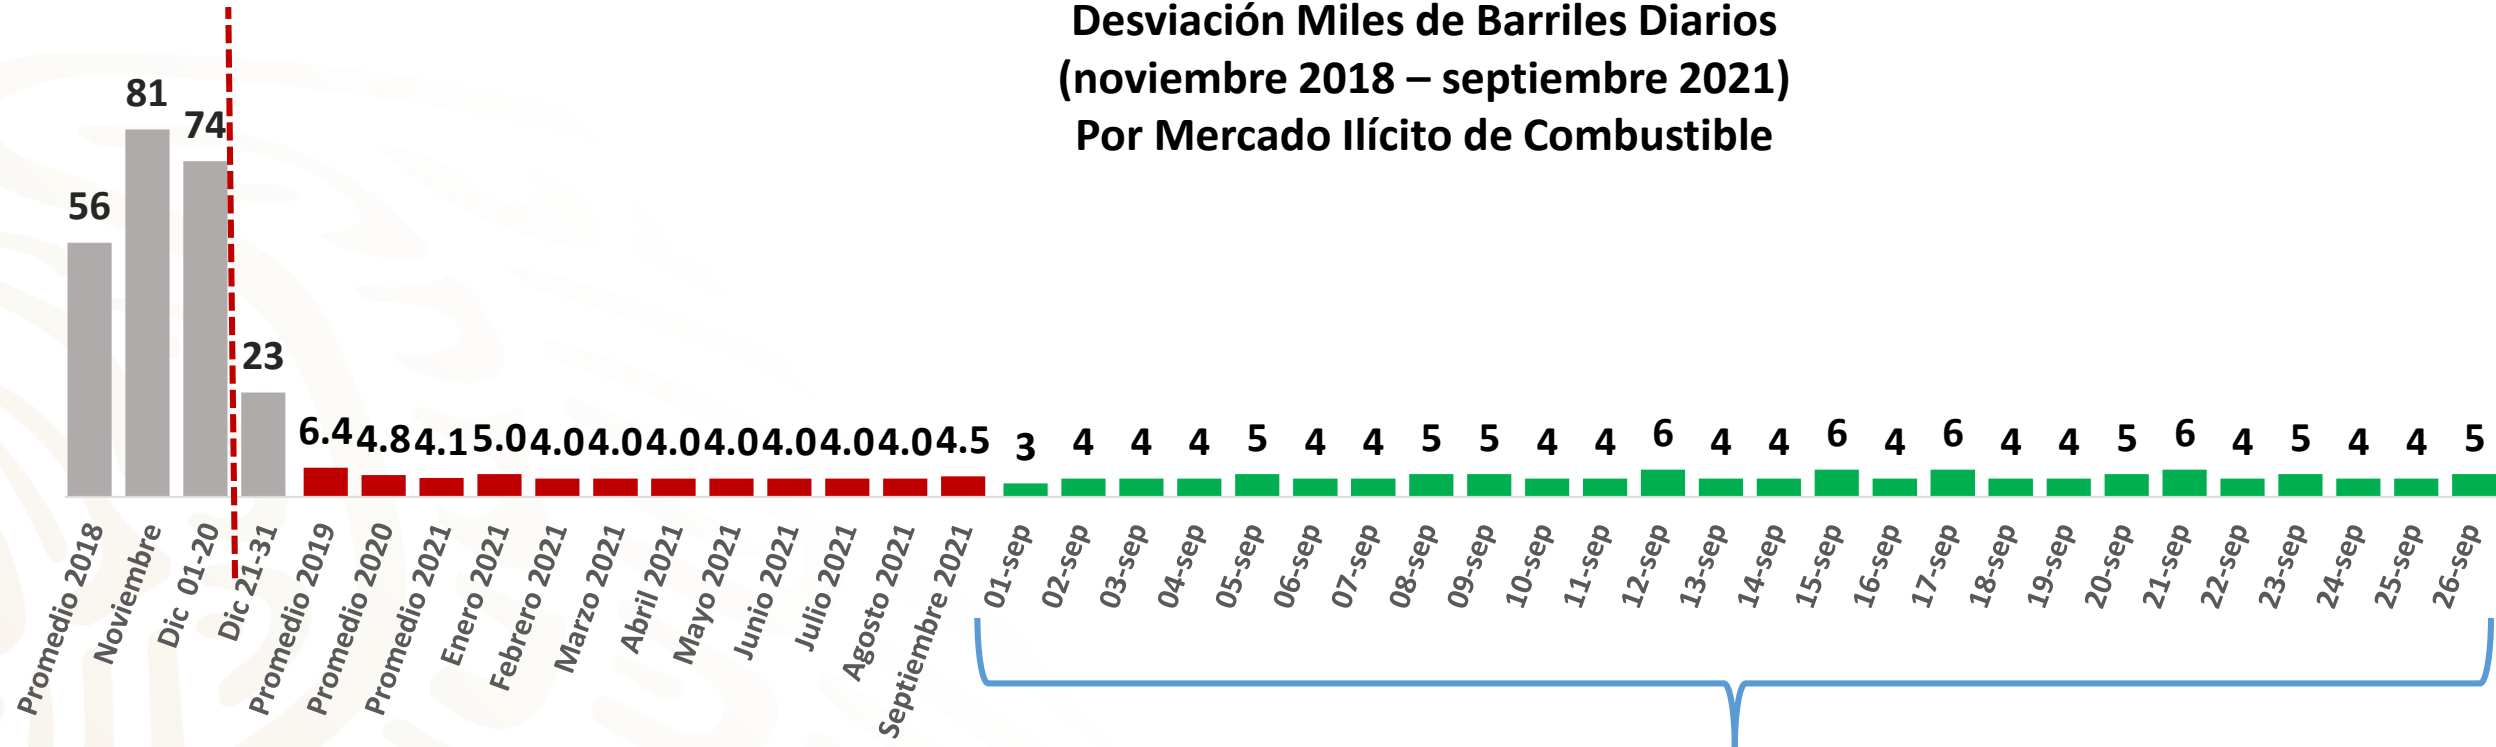 Desviación Miles de Barriles Diarios
(noviembre 2018 – septiembre 2021)
Por Mercado Ilícito de Combustible
56
81
74
23
6.4
4.8
4.1
5.0
4.0
4.0
4.0
4.0
4.0
4.0
4.0
4.5
3
4
4
4
5
4
4
5
5
4
4
6
4
4
6
4
6
4
4
5
6
4
5
4
4
5
Promedio 2018
Noviembre
Dic 01-20
Dic 21-31
Promedio 2019
Promedio 2020
Promedio 2021
Enero 2021
Febrero 2021
Marzo 2021
Abril 2021
Mayo 2021
Junio 2021
Julio 2021
Agosto 2021
Septiembre 2021
01-sep
02-sep
03-sep
04-sep
05-sep
06-sep
07-sep
08-sep
09-sep
10-sep
11-sep
12-sep
13-sep
14-sep
15-sep
16-sep
17-sep
18-sep
19-sep
20-sep
21-sep
22-sep
23-sep
24-sep
25-sep
26-sep